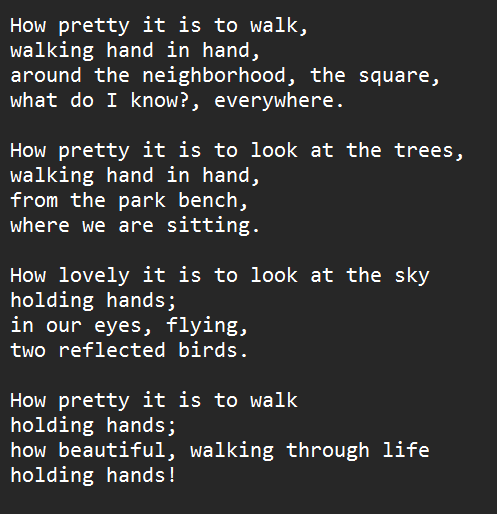 How pretty it is to walk,
walking hand in hand,
around the neighborhood, the square,
what do I know?, everywhere.

How pretty it is to look at the trees,
walking hand in hand,
from the park bench,
where we are sitting.

How lovely it is to look at the sky
holding hands;
in our eyes, flying,
two reflected birds.

How pretty it is to walk
holding hands;
how beautiful, walking through life
holding hands!